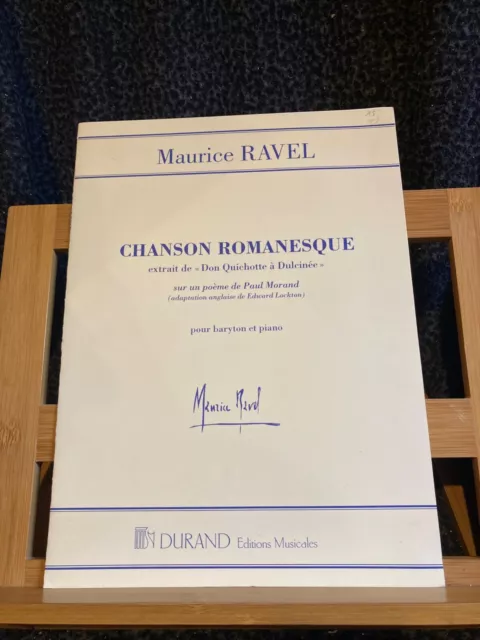 Maurice RAVEL
CHANSON ROMANESQUE
extrait de « Don Quichotte à Dulcinée »
sur un poème de Paul Morand
(adaptation anglaise de Edward Lockton)
pour baryton et piano
Maurice Ravel
DURAND Editions Musicales